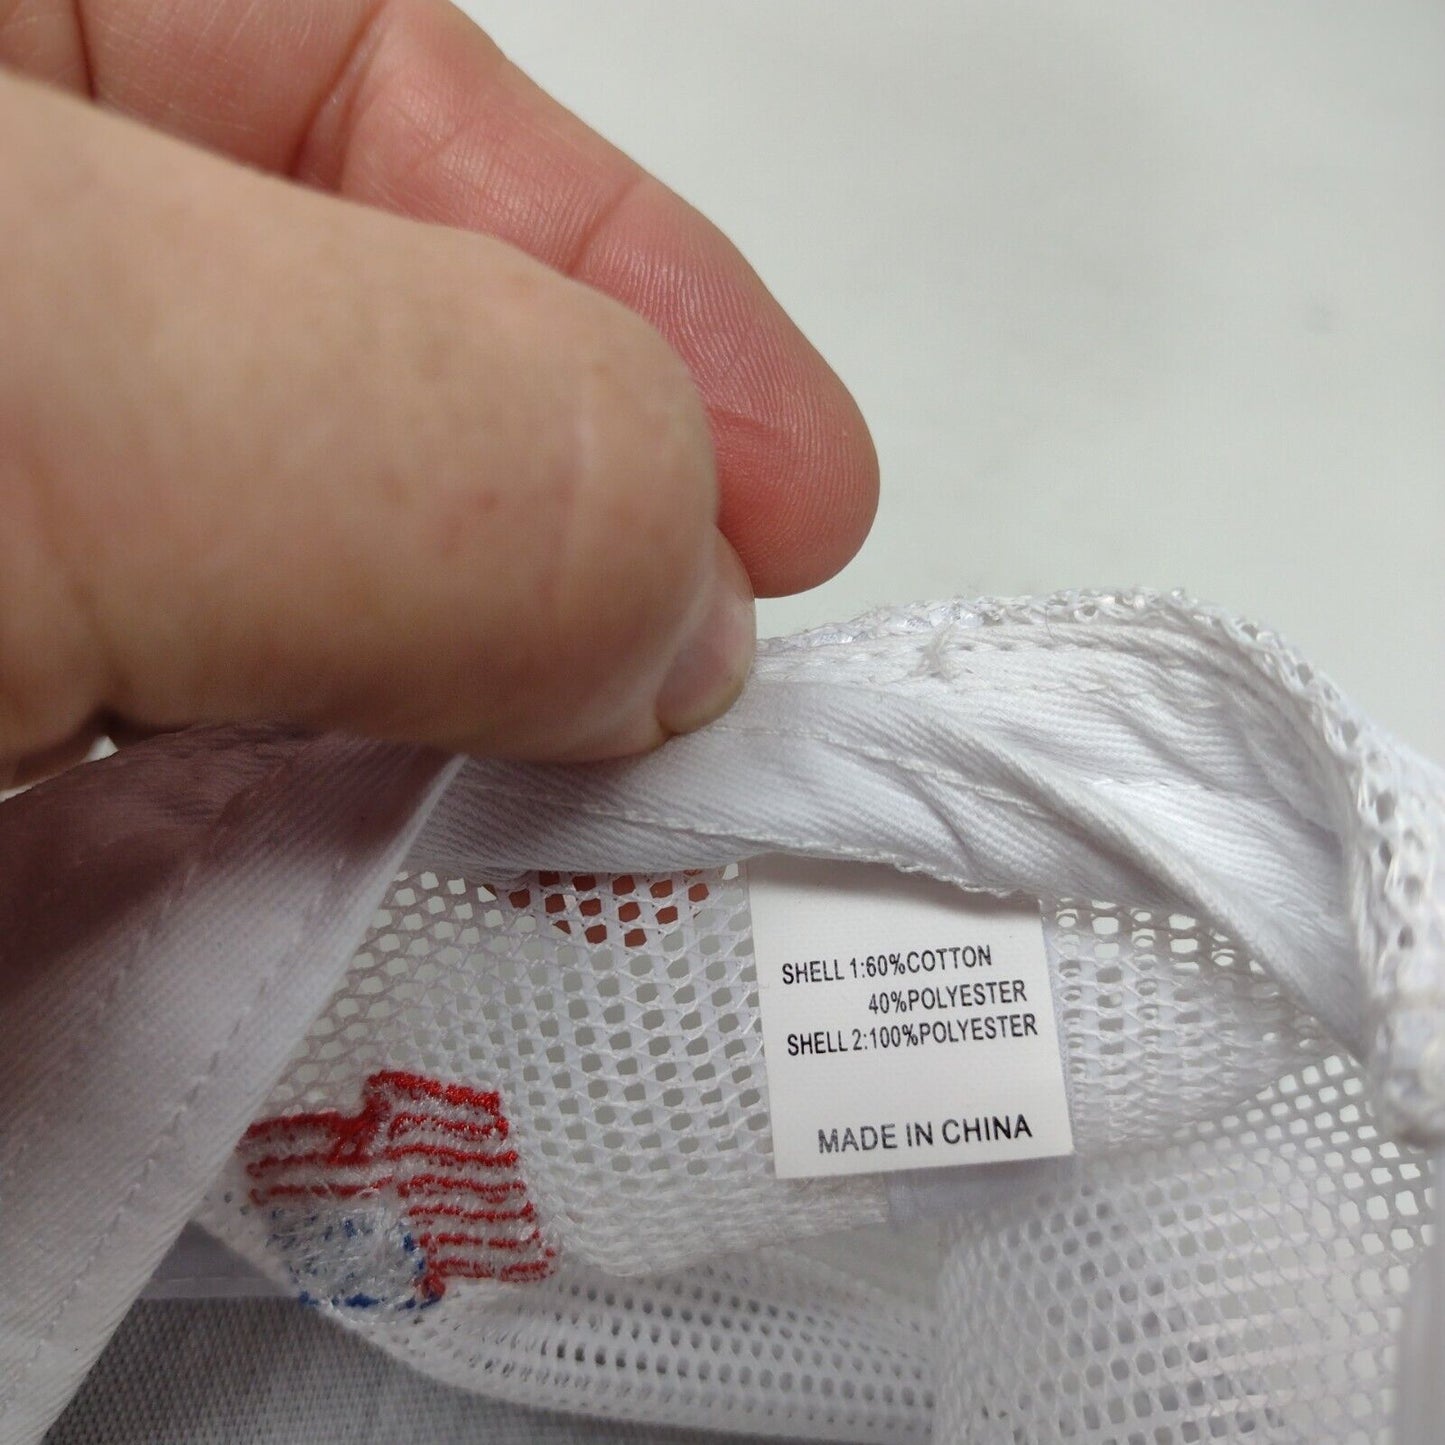 SHELL 1:60%COTTON
40%POLYESTER
SHELL 2:100%POLYESTER
MADE IN CHINA